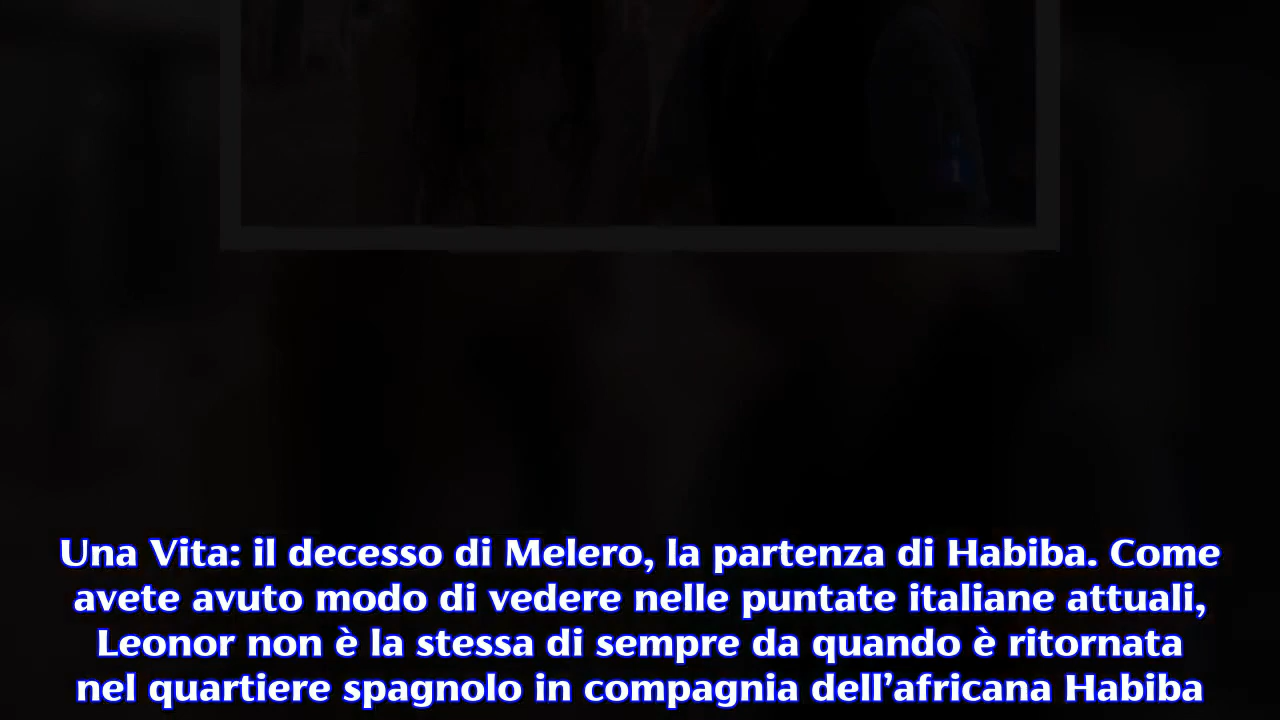 Una Vita: il decesso di Melero, la partenza di Habiba. Come
avete avuto modo di vedere nelle puntate italiane attuali,
Leonor non è la stessa di sempre da quando è ritornata
nel quartiere spagnolo in compagnia dell’africana Habiba